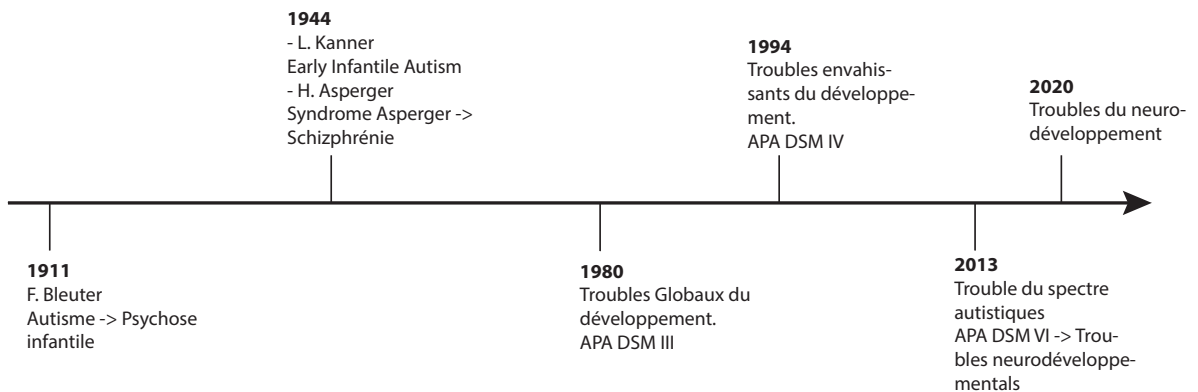 1944
- L. Kanner
Early Infantile Autism
- H. Asperger
Syndrome Asperger ->
Schizphrénie
1994
Troubles envahis-
sants du développe-
ment.
APA DSM IV
2020
Troubles du neuro-
développement
1911
F. Bleuter
Autisme -> Psychose
infantile
1980
Troubles Globaux du
développement.
APA DSM III
2013
Trouble du spectre
autistiques
APA DSM VI -> Trou-
bles neurodéveloppe-
mentals